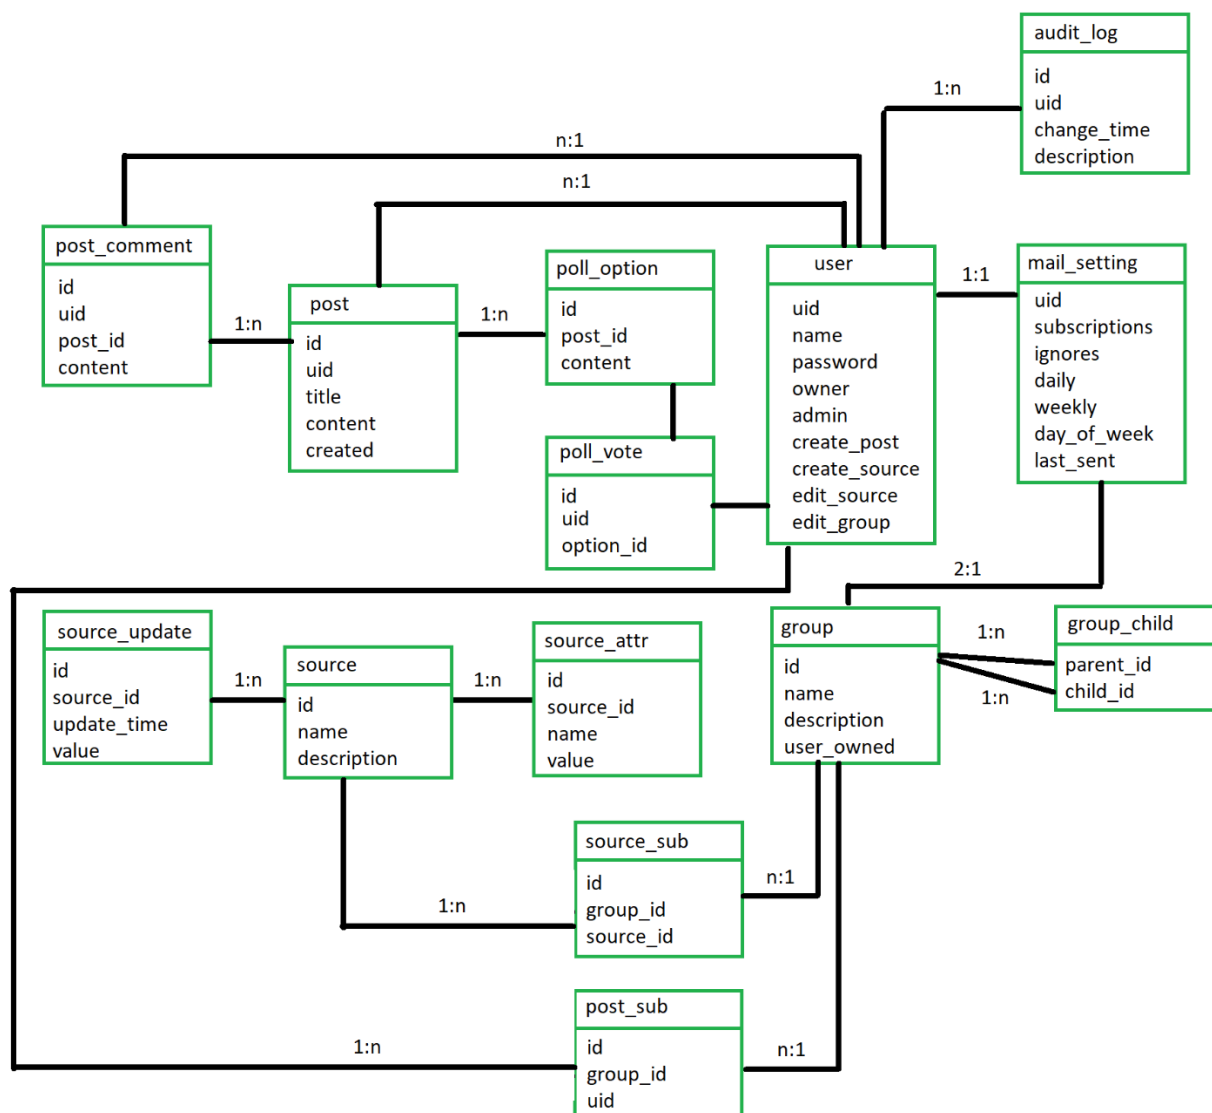 audit_log
id
uid
change_time
description
1:n
n:1
n:1
post_comment
id
uid
post_id
content
1:n
post
id
uid
title
content
created
1:n
poll_option
id
post_id
content
poll_vote
id
uid
option_id
user
uid
name
password
owner
admin
create_post
create_source
edit_source
edit_group
1:1
mail_setting
uid
subscriptions
ignores
daily
weekly
day_of_week
last_sent
2:1
source_update
id
source_id
update_time
value
1:n
source
id
name
description
1:n
source_attr
id
source_id
name
value
group
id
name
description
user_owned
1:n
1:n
group_child
parent_id
child_id
source_sub
id
group_id
source_id
1:n
n:1
post_sub
id
group_id
uid
1:n
n:1